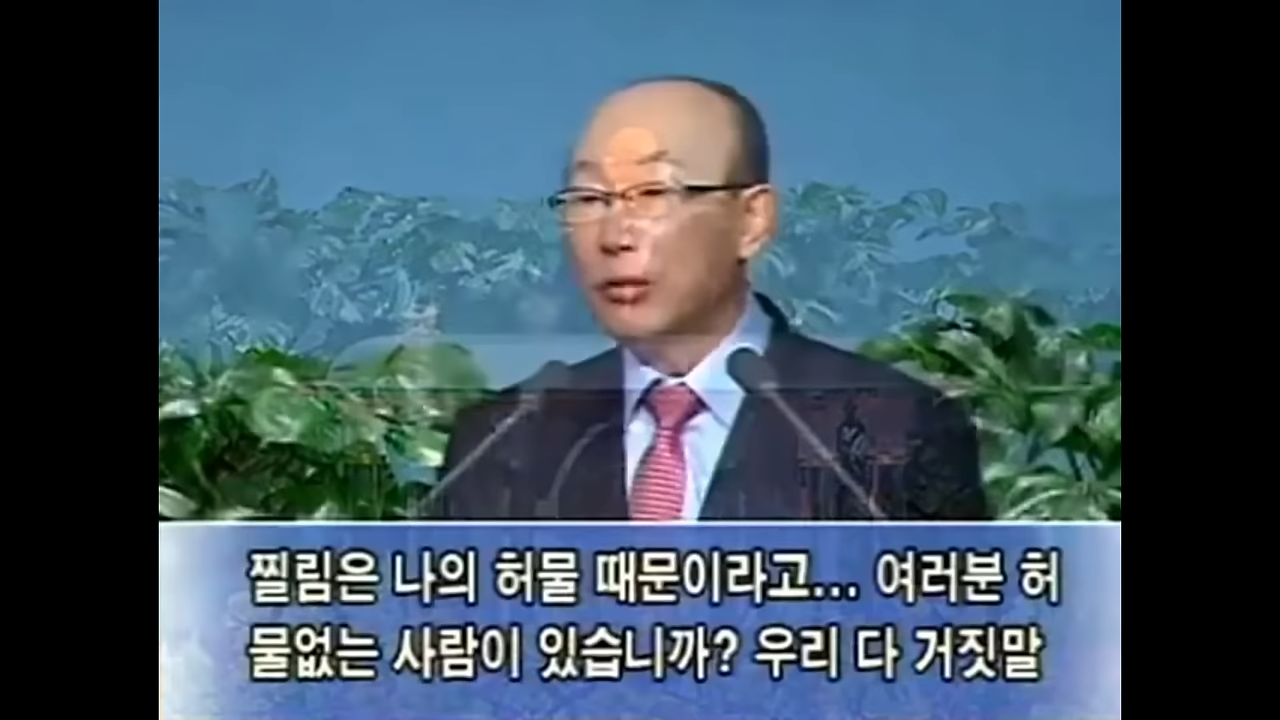 찔림은 나의 허물 때문이라고... 여러분 허
물없는 사람이 있습니까? 우리 다 거짓말